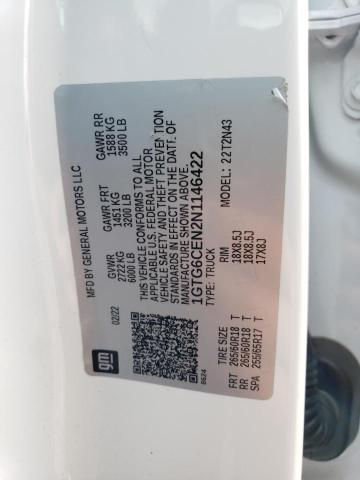 MFD BY GENERAL MOTORS LLC
02/22
GVWR
2722 KG
6000 LB
GAWR FRT
1451 KG
3200 LB
GAWR RR
1588 KG
3500 LB
THIS VEHICLE CONFORMS TO ALL
APPLICABLE U.S. FEDERAL MOTOR
VEHICLE SAFETY AND THEFT PREVENTION
STANDARDS IN EFFECT ON THE DATE OF
MANUFACTURE SHOWN ABOVE.
1GTG6CEN2N1146422
TYPE: TRUCK
MODEL: 22T2N43
gm
8624
TIRE SIZE RIM
FRT 265/60R18 T 18X8.5J
RR 265/60R18 T 18X8.5J
SPA 255/65R17 T 17X8J